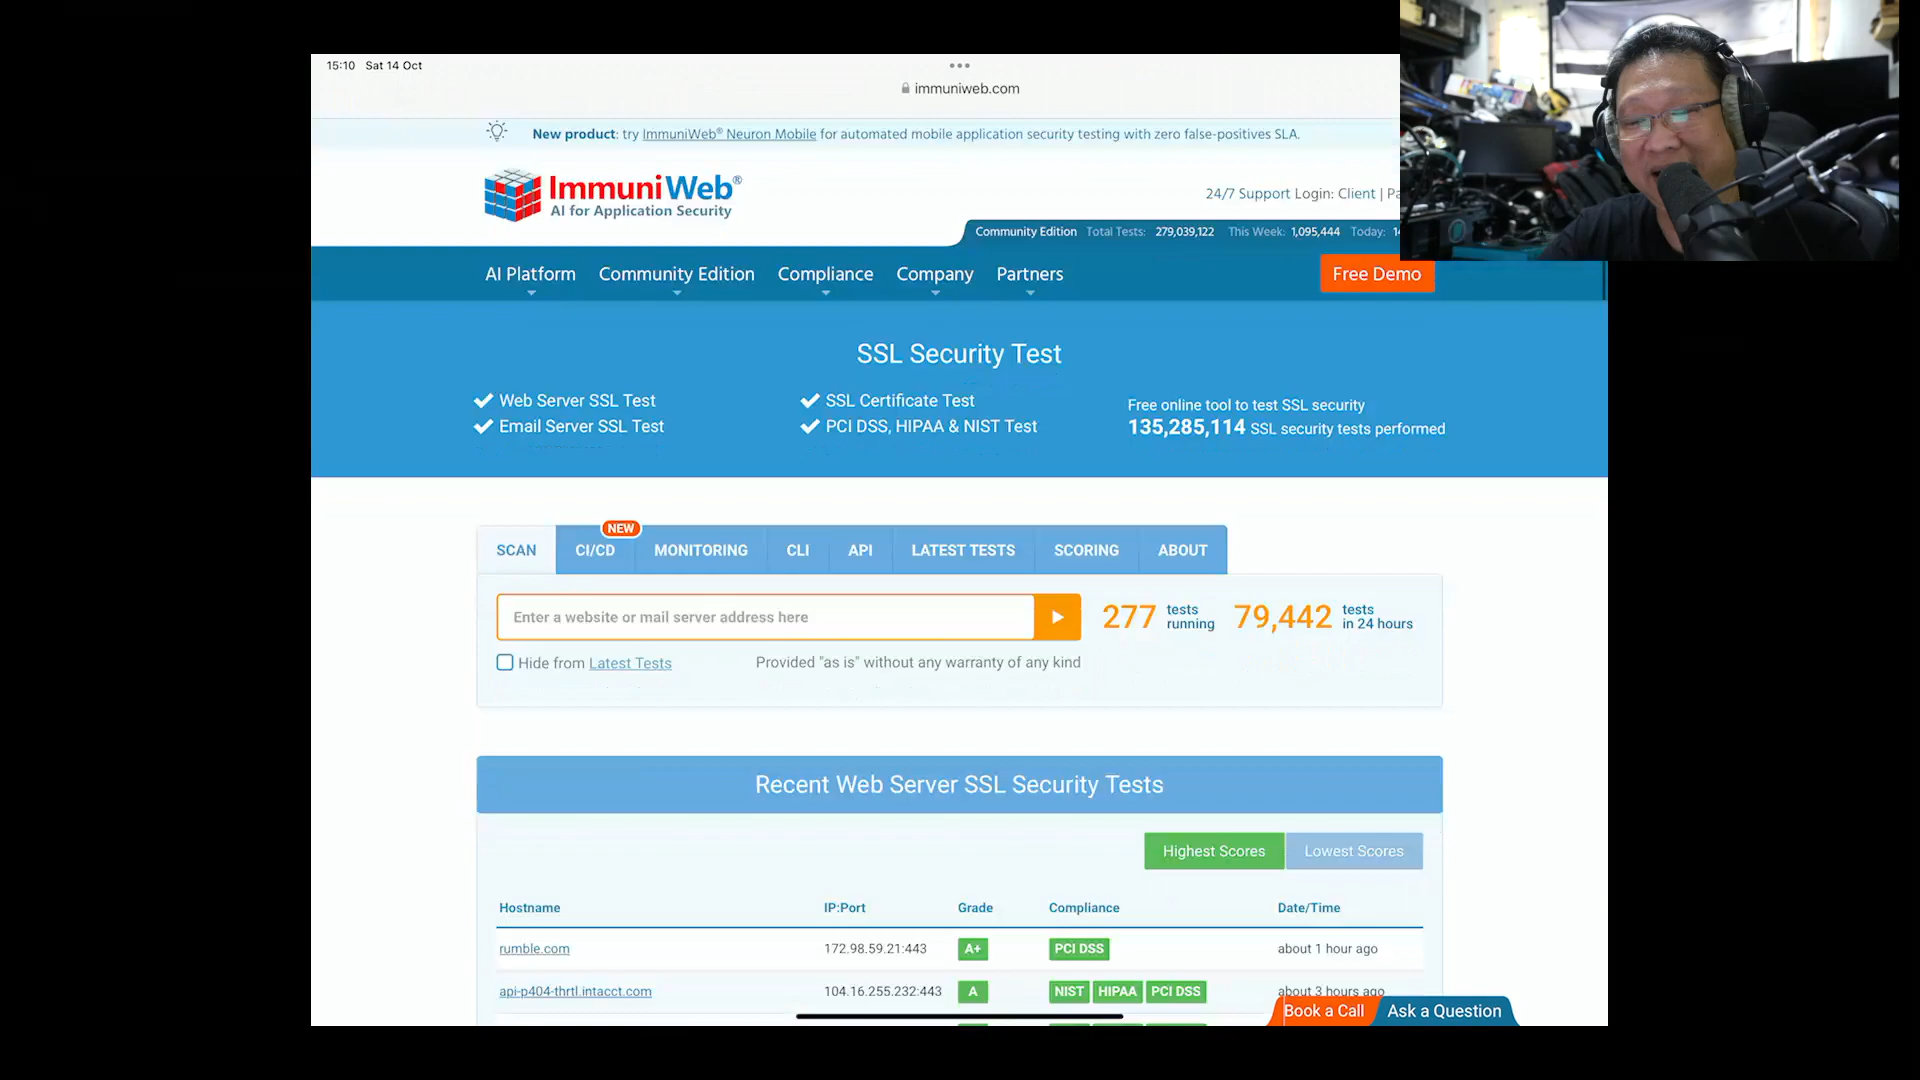 15:10 Sat 14 Oct
immuniweb.com
New product: try ImmuniWeb® Neuron Mobile for automated mobile application security testing with zero false-positives SLA.
ImmuniWeb®
AI for Application Security
24/7 Support Login: Client |
Community Edition Total Tests: 279,039,122 This Week: 1,095,444 Today:
AI Platform Community Edition Compliance Company Partners Free Demo
SSL Security Test
Web Server SSL Test
Email Server SSL Test
SSL Certificate Test
PCI DSS, HIPAA & NIST Test
Free online tool to test SSL security
135,285,114 SSL security tests performed
NEW
SCAN CI/CD MONITORING CLI API LATEST TESTS SCORING ABOUT
Enter a website or mail server address here
277 tests running
79,442 tests in 24 hours
Hide from Latest Tests
Provided "as is" without any warranty of any kind
Recent Web Server SSL Security Tests
Highest Scores Lowest Scores
Hostname IP:Port Grade Compliance Date/Time
rumble.com 172.98.59.21:443 A+ PCI DSS about 1 hour ago
api-p404-thrtl.intacct.com 104.16.255.232:443 A NIST HIPAA PCI DSS about 3 hours ago
Book a Call Ask a Question